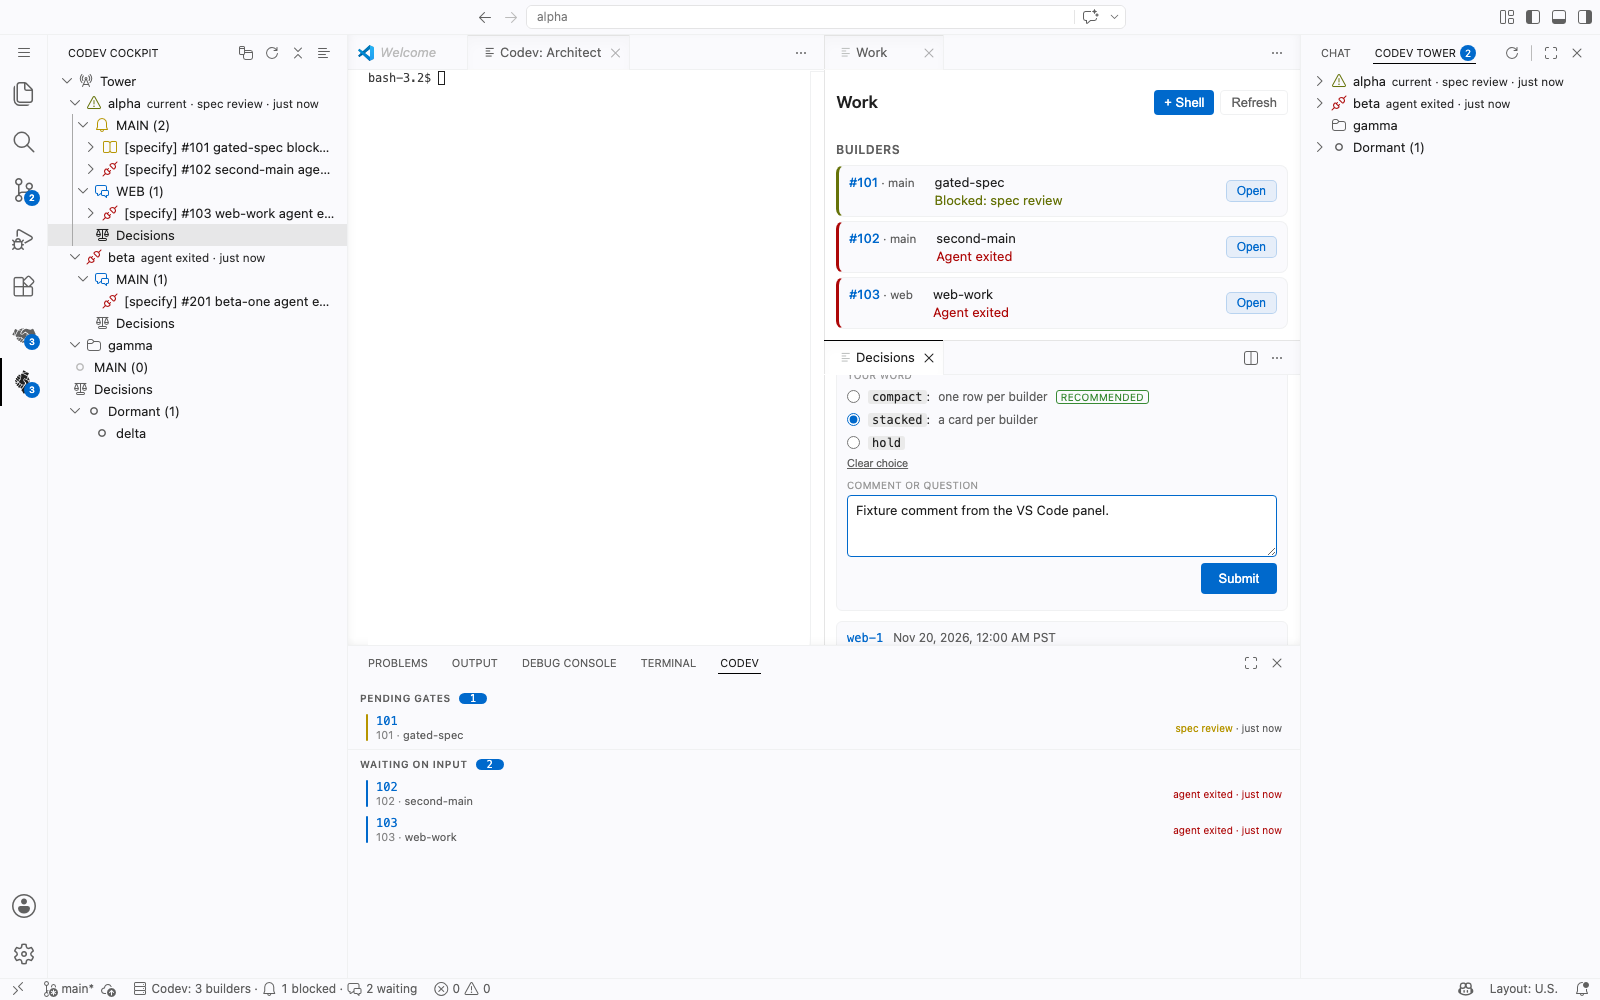 alpha
CODEV COCKPIT
Tower
alpha current · spec review · just now
MAIN (2)
[specify] #101 gated-spec block...
[specify] #102 second-main age...
WEB (1)
[specify] #103 web-work agent e...
Decisions
beta agent exited · just now
MAIN (1)
[specify] #201 beta-one agent e...
Decisions
gamma
MAIN (0)
Decisions
Dormant (1)
delta
2
3
3
Welcome
Codev: Architect
bash-3.2$
Work
Work
+ Shell
Refresh
BUILDERS
#101 · main
gated-spec
Blocked: spec review
Open
#102 · main
second-main
Agent exited
Open
#103 · web
web-work
Agent exited
Open
Decisions
YOUR WORD
compact: one row per builder RECOMMENDED
stacked: a card per builder
hold
Clear choice
COMMENT OR QUESTION
Fixture comment from the VS Code panel.
Submit
web-1 Nov 20, 2026, 12:00 AM PST
PROBLEMS
OUTPUT
DEBUG CONSOLE
TERMINAL
CODEV
PENDING GATES 1
101
101 · gated-spec
spec review · just now
WAITING ON INPUT 2
102
102 · second-main
agent exited · just now
103
103 · web-work
agent exited · just now
CHAT
CODEV TOWER 2
alpha current · spec review · just now
beta agent exited · just now
gamma
Dormant (1)
main*
Codev: 3 builders ·
1 blocked ·
2 waiting
0
0
Layout: U.S.